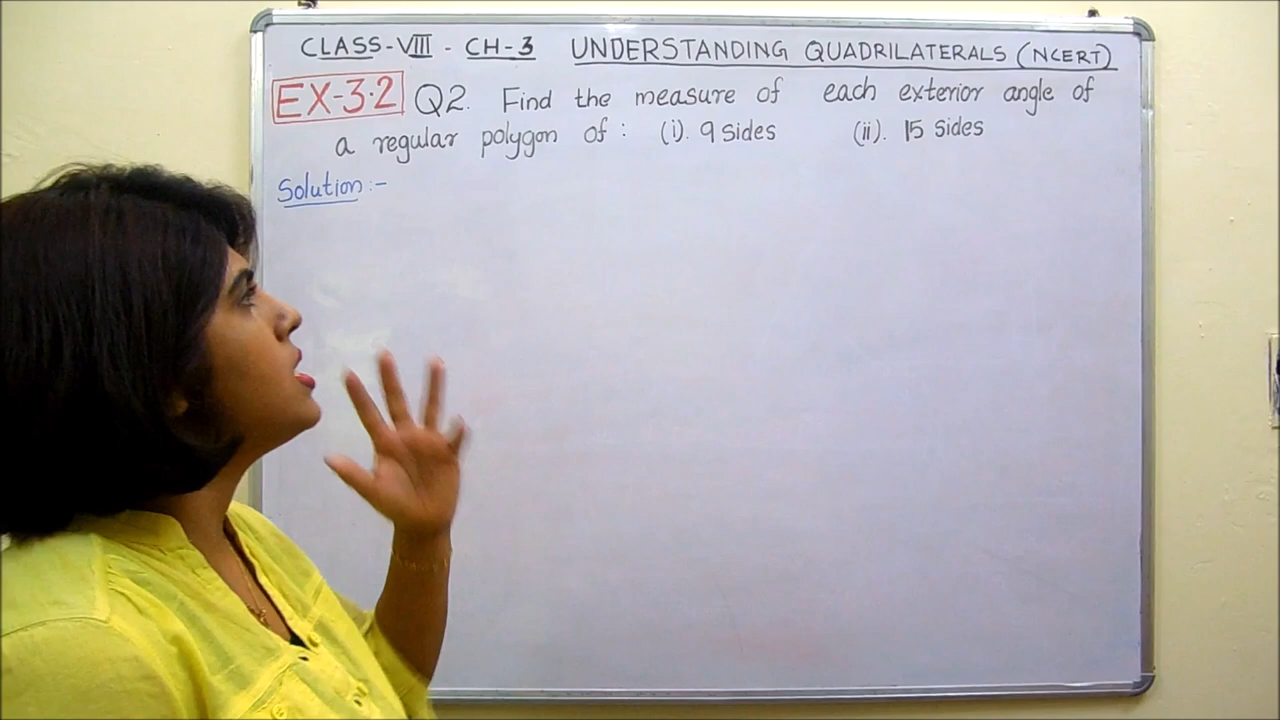 CLASS-VIII - CH-3 UNDERSTANDING QUADRILATERALS (NCERT)
EX-3.2 Q2. Find the measure of each exterior angle of
a regular polygon of : (i). 9 sides (ii). 15 sides
Solution:-